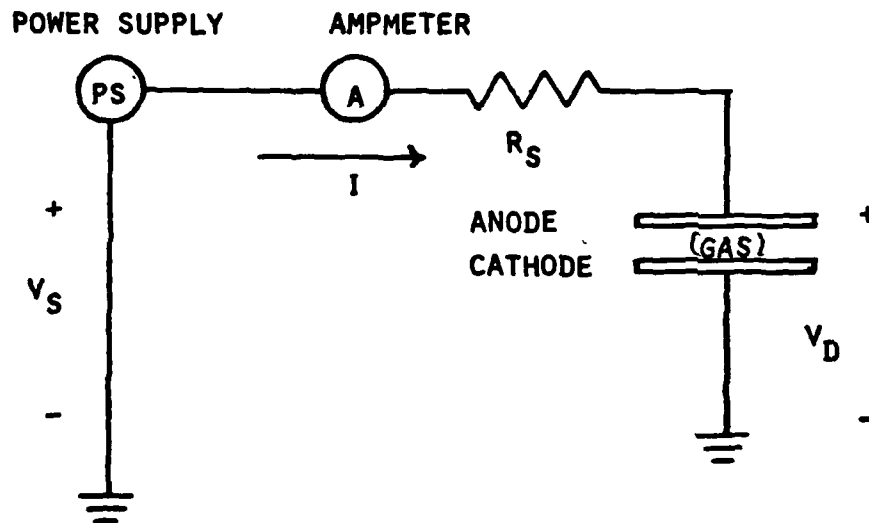 POWER SUPPLY
AMPMETER
PS
A
R_S
I
+
ANODE
+
(GAS)
CATHODE
V_S
V_D
-
-